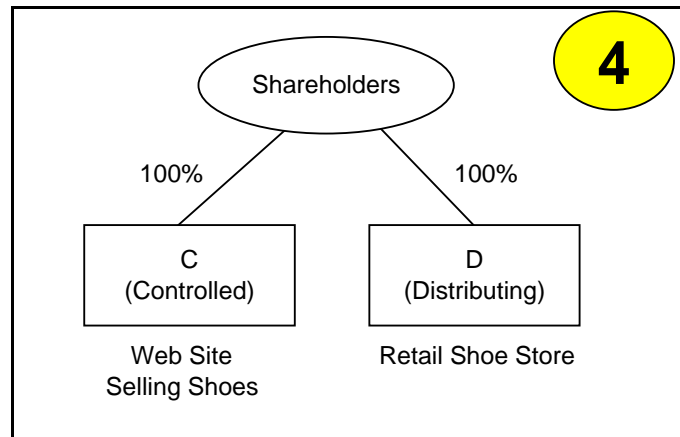 4
Shareholders
100%
100%
C
(Controlled)
D
(Distributing)
Web Site
Selling Shoes
Retail Shoe Store